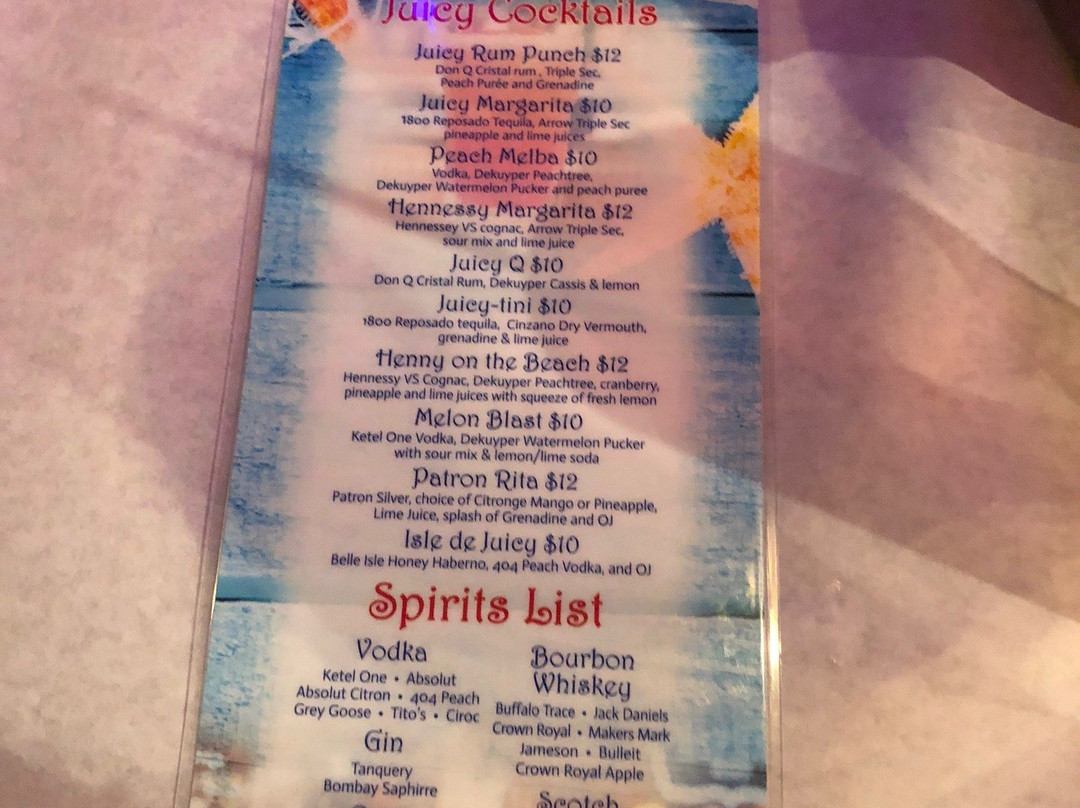 Juicy Cocktails
Juicy Rum Punch $12
Don Q Cristal rum , Triple Sec,
Peach Purée and Grenadine
Juicy Margarita $10
1800 Reposado Tequila, Arrow Triple Sec
pineapple and lime juices
Peach Melba $10
Vodka, Dekuyper Peachtree,
Dekuyper Watermelon Pucker and peach puree
Hennessy Margarita $12
Hennessey VS cognac, Arrow Triple Sec,
sour mix and lime juice
Juicy Q $10
Don Q Cristal Rum, Dekuyper Cassis & lemon
Juicy-tini $10
1800 Reposado tequila, Cinzano Dry Vermouth,
grenadine & lime juice
Henny on the Beach $12
Hennessy VS Cognac, Dekuyper Peachtree, cranberry,
pineapple and lime juices with squeeze of fresh lemon
Melon Blast $10
Ketel One Vodka, Dekuyper Watermelon Pucker
with sour mix & lemon/lime soda
Patron Rita $12
Patron Silver, choice of Citronge Mango or Pineapple,
Lime Juice, splash of Grenadine and OJ
Isle de Juicy $10
Belle Isle Honey Haberno, 404 Peach Vodka, and OJ
Spirits List
Vodka
Ketel One • Absolut
Absolut Citron • 404 Peach
Grey Goose • Tito's • Ciroc
Gin
Tanquery
Bombay Saphirre
Bourbon
Whiskey
Buffalo Trace • Jack Daniels
Crown Royal • Makers Mark
Jameson • Bulleit
Crown Royal Apple
Scotch